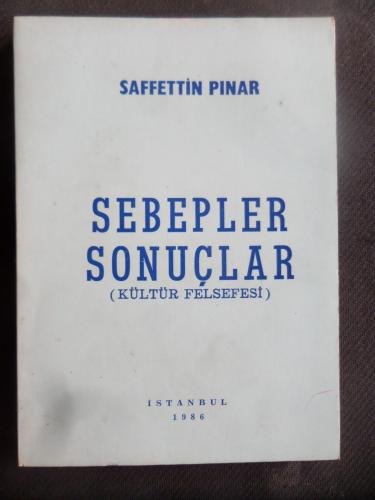 SAFFETTİN PINAR
SEBEPLER
SONUÇLAR
( KÜLTÜR FELSEFESİ )
İSTANBUL
1986